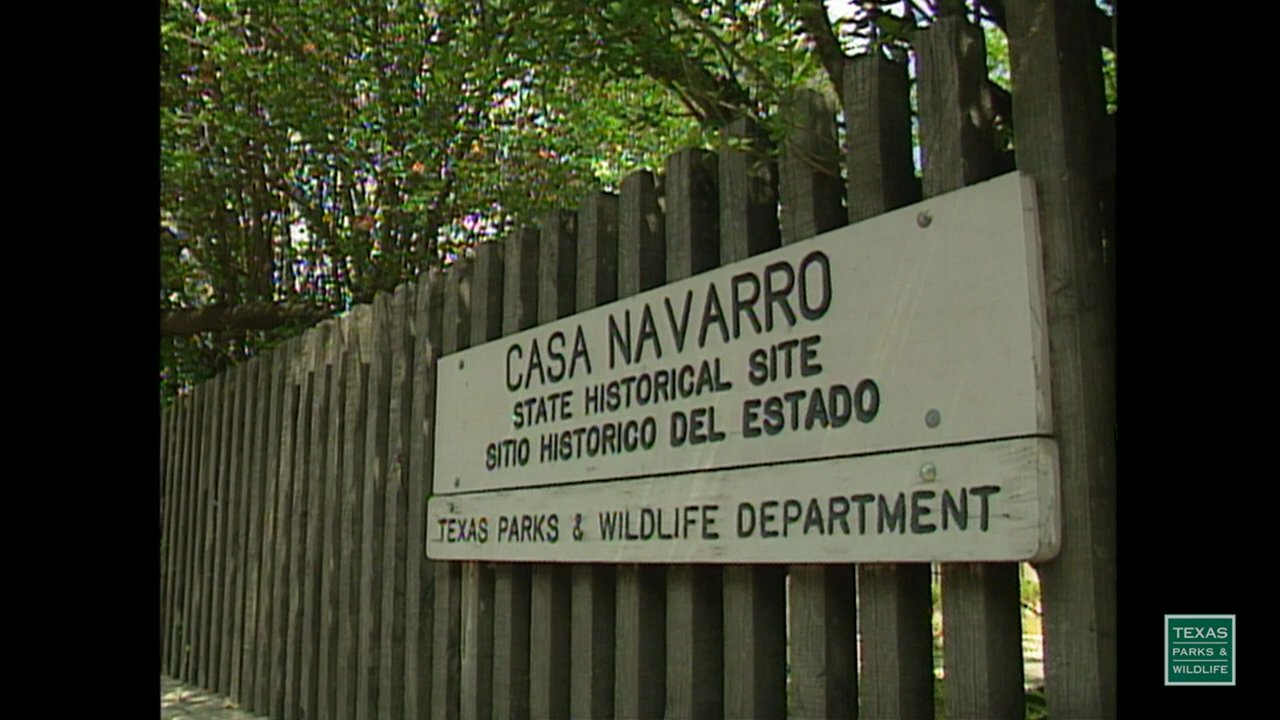 CASA NAVARRO
STATE HISTORICAL SITE
SITIO HISTORICO DEL ESTADO
TEXAS PARKS & WILDLIFE DEPARTMENT
TEXAS
PARKS &
WILDLIFE